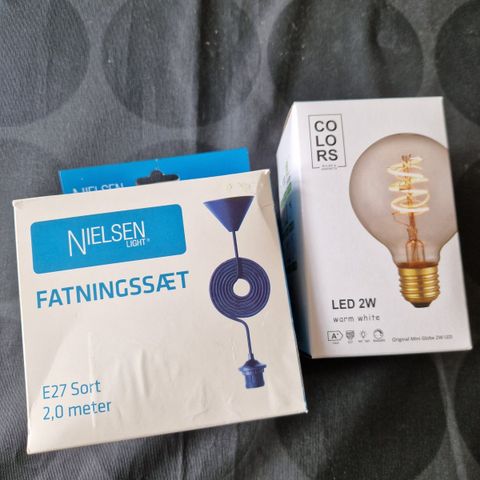 NIELSEN
NIELSEN
LIGHT®
FATNINGSSÆT
E27 Sort
2,0 meter
CO
LO
RS
LED 2W
warm white
A+
Original Mini Globe 2W LED